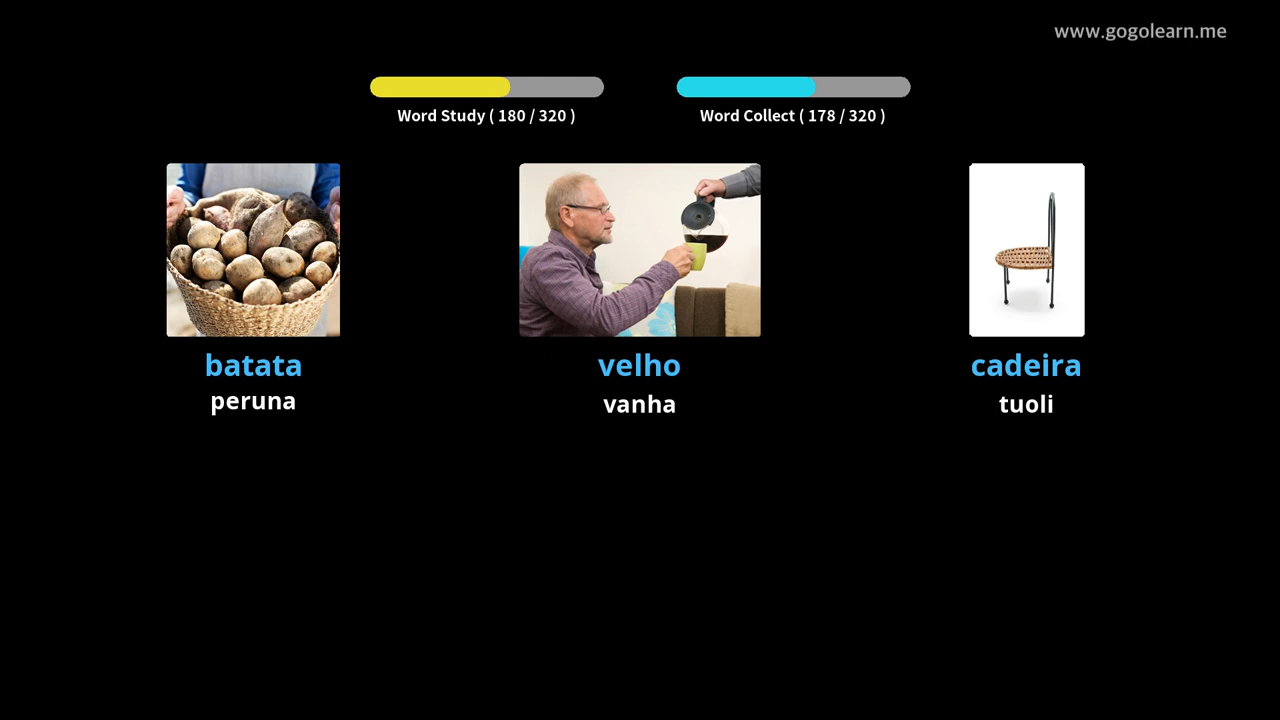 www.gogolearn.me
Word Study ( 180 / 320 )
Word Collect ( 178 / 320 )
batata
peruna
velho
vanha
cadeira
tuoli